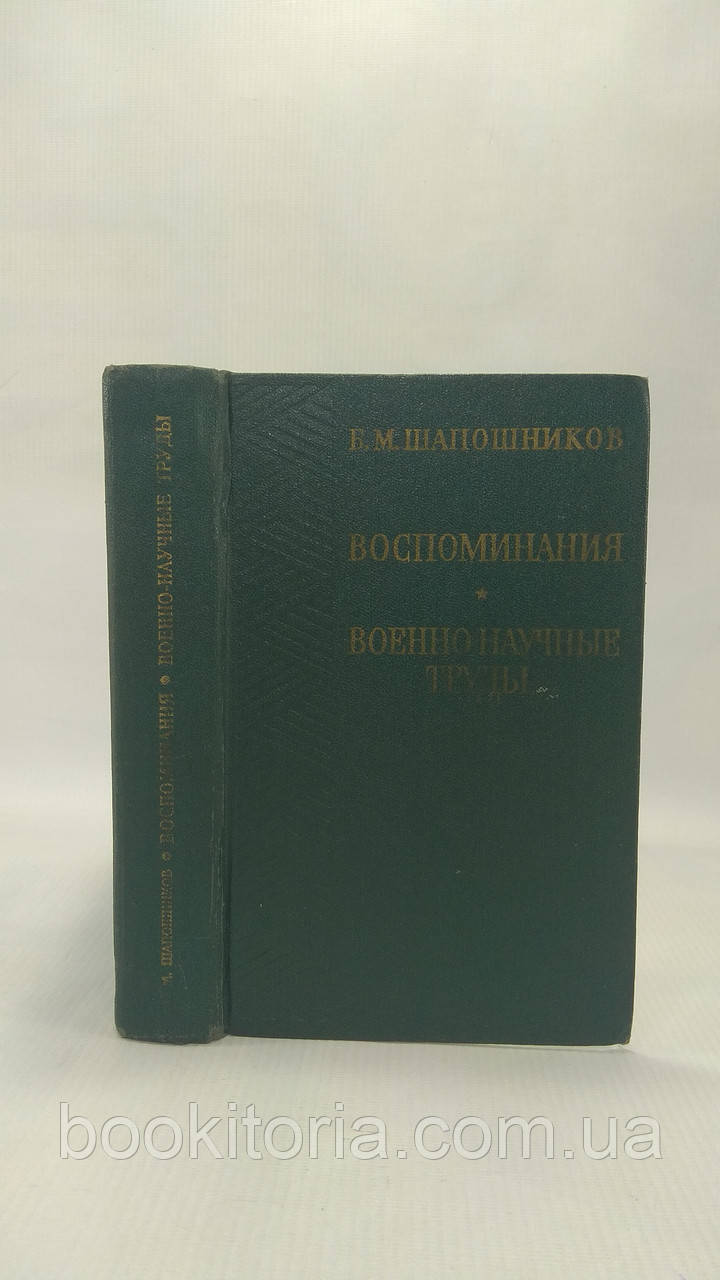 Б.М.ШАПОШНИКОВ
ВОСПОМИНАНИЯ
ВОЕННО НАУЧНЫЕ
ТРУДЫ
М. ШАПОШНИКОВ • ВОСПОМИНАНИЯ • ВОЕННО-НАУЧНЫЕ ТРУДЫ
bookitoria.com.ua